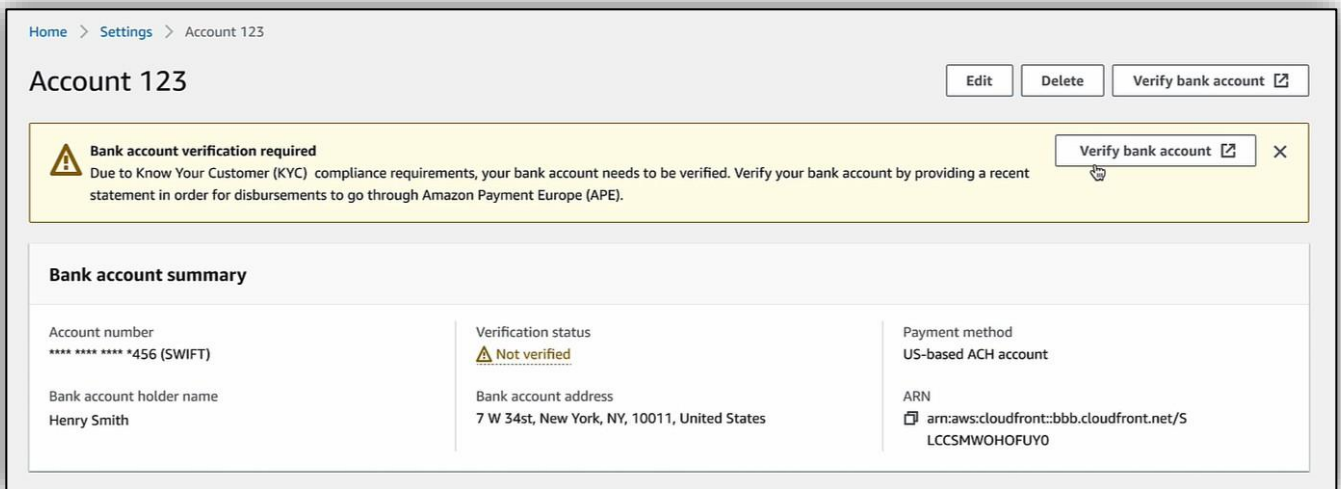 Home > Settings > Account 123
Account 123
Edit
Delete
Verify bank account
Bank account verification required
Verify bank account
Due to Know Your Customer (KYC) compliance requirements, your bank account needs to be verified. Verify your bank account by providing a recent
statement in order for disbursements to go through Amazon Payment Europe (APE).
Bank account summary
Account number
**** **** **** *456 (SWIFT)
Bank account holder name
Henry Smith
Verification status
Not verified
Bank account address
7 W 34st, New York, NY, 10011, United States
Payment method
US-based ACH account
ARN
arn:aws:cloudfront::bbb.cloudfront.net/S
LCCSMWOHOFUY0